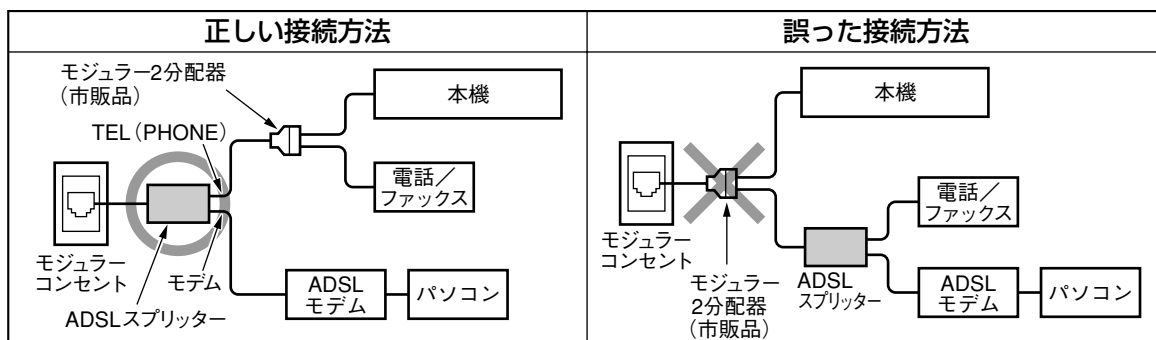 正しい接続方法
モジュラー2分配器
(市販品)
TEL(PHONE)
本機
電話/
ファックス
モジュラー
コンセント
モデム
ADSLスプリッター
ADSL
モデム
パソコン
誤った接続方法
本機
電話/
ファックス
モジュラー
コンセント
モジュラー
2分配器
(市販品)
ADSL
スプリッター
ADSL
モデム
パソコン